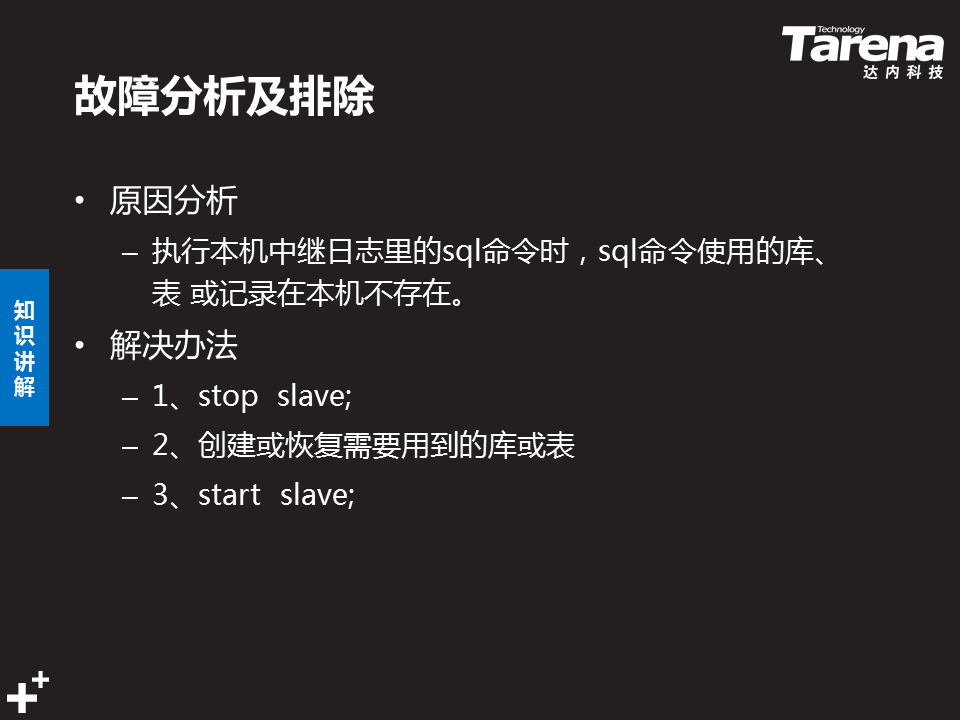 Technology
Tarena
达内科技
故障分析及排除
• 原因分析
– 执行本机中继日志里的sql命令时，sql命令使用的库、
表 或记录在本机不存在。
• 解决办法
– 1、stop  slave;
– 2、创建或恢复需要用到的库或表
– 3、start  slave;
知
识
讲
解